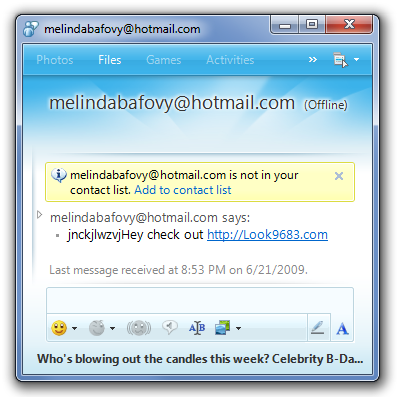 melindabafovy@hotmail.com
Photos Files Games Activities »
melindabafovy@hotmail.com (Offline)
melindabafovy@hotmail.com is not in your
contact list. Add to contact list
melindabafovy@hotmail.com says:
jnckjlwzvjHey check out http://Look9683.com
Last message received at 8:53 PM on 6/21/2009.
Who's blowing out the candles this week? Celebrity B-Da...